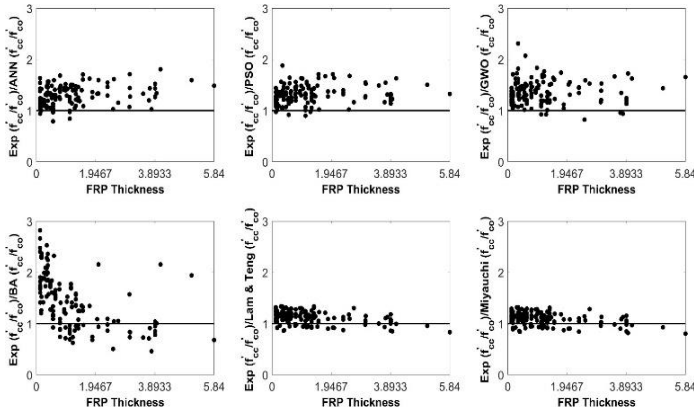 Exp (f'cc/f'co)/ANN (f'cc/f'co)
3
2
1
0
0 1.9467 3.8933 5.84
FRP Thickness
Exp (f'cc/f'co)/PSO (f'cc/f'co)
3
2
1
0
0 1.9467 3.8933 5.84
FRP Thickness
Exp (f'cc/f'co)/GWO (f'cc/f'co)
3
2
1
0
0 1.9467 3.8933 5.84
FRP Thickness
Exp (f'cc/f'co)/BA (f'cc/f'co)
3
2
1
0
0 1.9467 3.8933 5.84
FRP Thickness
Exp (f'cc/f'co)/Lam & Teng (f'cc/f'co)
3
2
1
0
0 1.9467 3.8933 5.84
FRP Thickness
Exp (f'cc/f'co)/Miyauchi (f'cc/f'co)
3
2
1
0
0 1.9467 3.8933 5.84
FRP Thickness